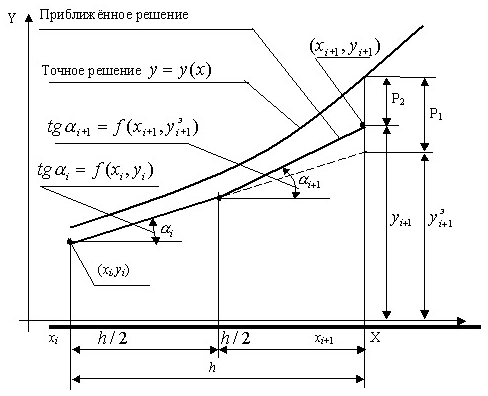 Y
Приближённое решение
(x_{i+1}, y_{i+1})
Точное решение y = y(x)
P_2
P_1
tg α_{i+1} = f(x_{i+1}, y^э_{i+1})
tg α_i = f(x_i, y_i)
α_{i+1}
α_i
y_{i+1}
y^э_{i+1}
(x_i, y_i)
x_i h/2 h/2 x_{i+1} X
h